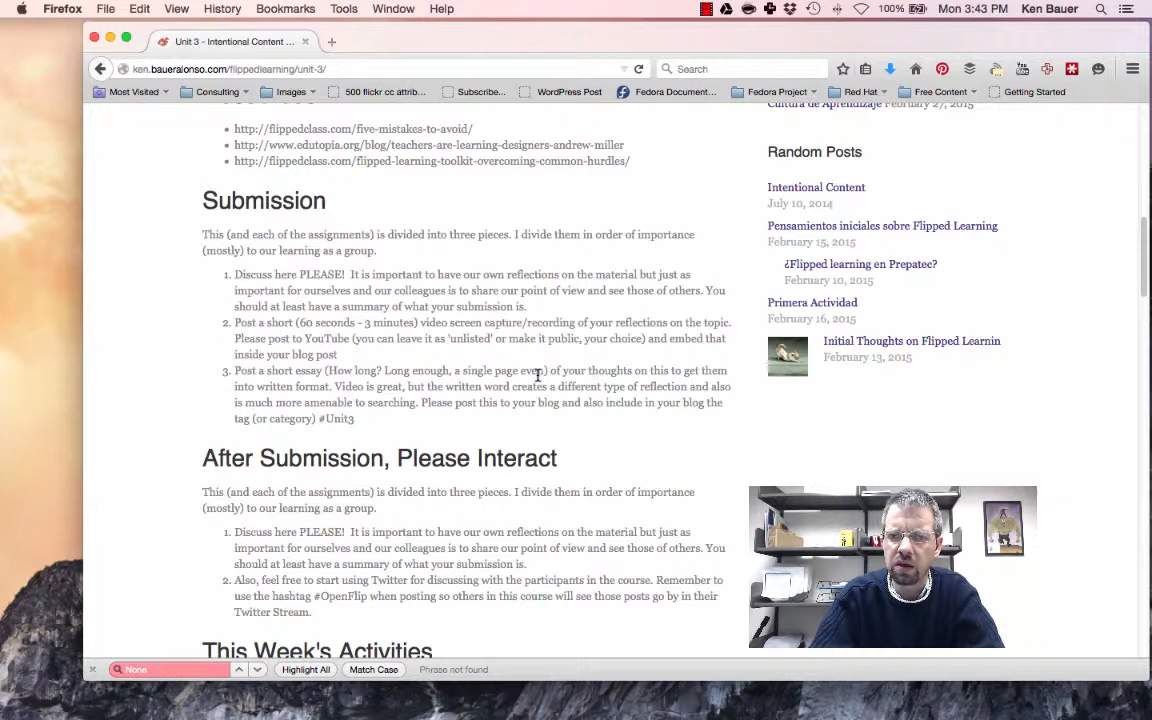 Firefox File Edit View History Bookmarks Tools Window Help 100% Mon 3:43 PM Ken Bauer
Unit 3 - Intentional Content ...
ken.baueralonso.com/flippedlearning/unit-3/ Search
Most Visited Consulting Images 500 flickr cc attrib... Subscribe... WordPress Post Fedora Document... Fedora Project Red Hat Free Content Getting Started
Cultura de Aprendizaje February 27, 2015
http://flippedclass.com/five-mistakes-to-avoid/
http://www.edutopia.org/blog/teachers-are-learning-designers-andrew-miller
http://flippedclass.com/flipped-learning-toolkit-overcoming-common-hurdles/
Submission
This (and each of the assignments) is divided into three pieces. I divide them in order of importance
(mostly) to our learning as a group.
1. Discuss here PLEASE! It is important to have our own reflections on the material but just as
important for ourselves and our colleagues is to share our point of view and see those of others. You
should at least have a summary of what your submission is.
2. Post a short (60 seconds - 3 minutes) video screen capture/recording of your reflections on the topic.
Please post to YouTube (you can leave it as 'unlisted' or make it public, your choice) and embed that
inside your blog post
3. Post a short essay (How long? Long enough, a single page even) of your thoughts on this to get them
into written format. Video is great, but the written word creates a different type of reflection and also
is much more amenable to searching. Please post this to your blog and also include in your blog the
tag (or category) #Unit3
After Submission, Please Interact
This (and each of the assignments) is divided into three pieces. I divide them in order of importance
(mostly) to our learning as a group.
1. Discuss here PLEASE! It is important to have our own reflections on the material but just as
important for ourselves and our colleagues is to share our point of view and see those of others. You
should at least have a summary of what your submission is.
2. Also, feel free to start using Twitter for discussing with the participants in the course. Remember to
use the hashtag #OpenFlip when posting so others in this course will see those posts go by in their
Twitter Stream.
This Week's Activities
Random Posts
Intentional Content
July 10, 2014
Pensamientos iniciales sobre Flipped Learning
February 15, 2015
¿Flipped learning en Prepatec?
February 10, 2015
Primera Actividad
February 16, 2015
Initial Thoughts on Flipped Learnin
February 13, 2015
None Highlight All Match Case Phrase not found